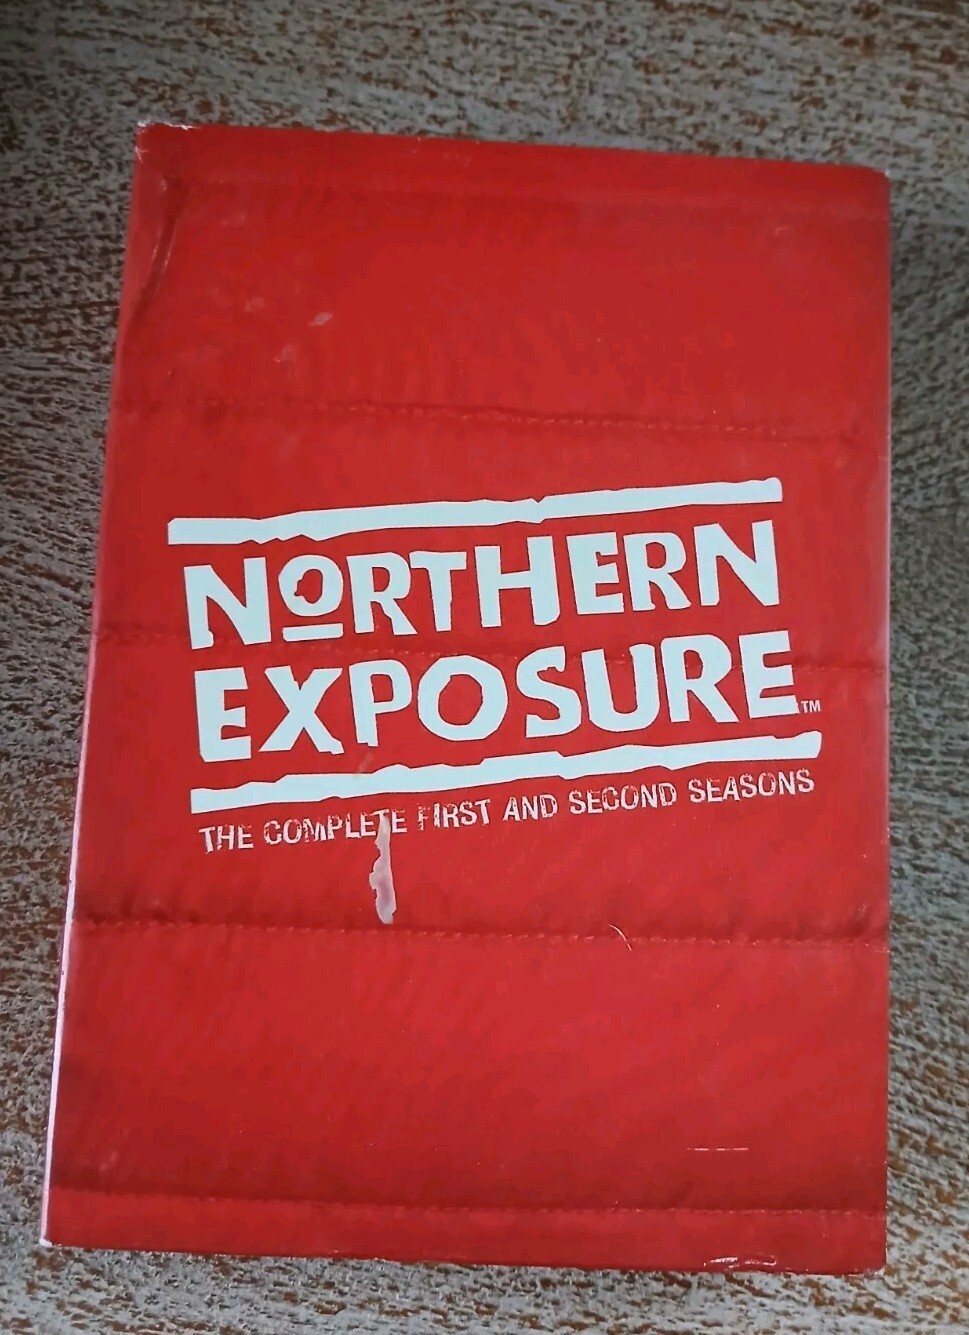 NORTHERN
EXPOSURE™
THE COMPLETE FIRST AND SECOND SEASONS